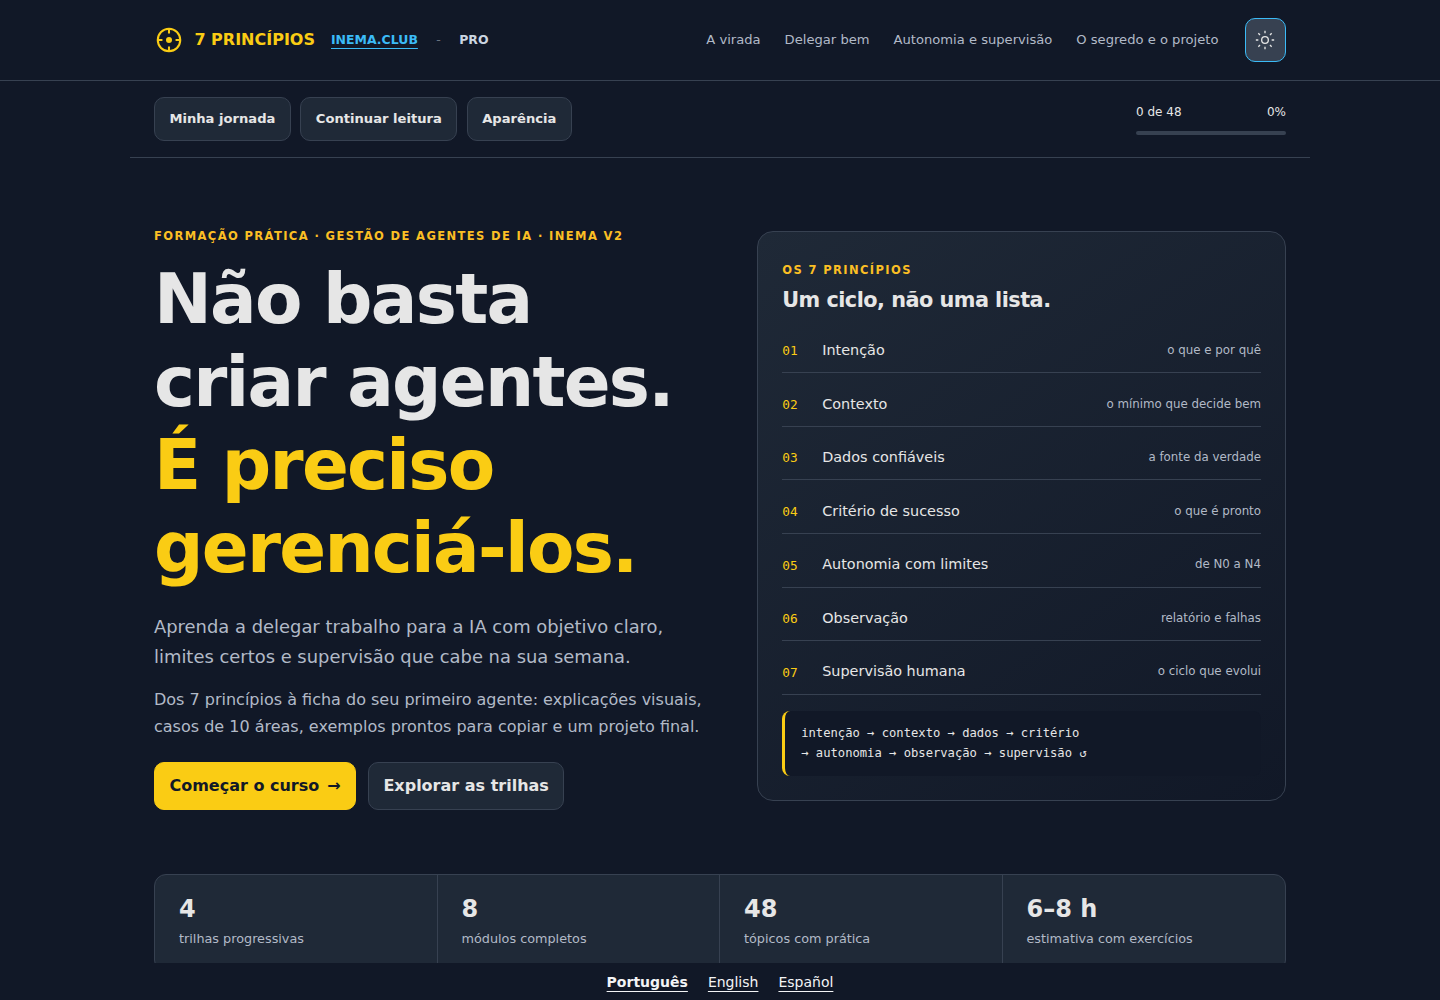 7 PRINCÍPIOS INEMA.CLUB - PRO
A virada Delegar bem Autonomia e supervisão O segredo e o projeto
Minha jornada Continuar leitura Aparência
0 de 48 0%
FORMAÇÃO PRÁTICA · GESTÃO DE AGENTES DE IA · INEMA V2
Não basta
criar agentes.
É preciso
gerenciá-los.
Aprenda a delegar trabalho para a IA com objetivo claro,
limites certos e supervisão que cabe na sua semana.
Dos 7 princípios à ficha do seu primeiro agente: explicações visuais,
casos de 10 áreas, exemplos prontos para copiar e um projeto final.
Começar o curso → Explorar as trilhas
OS 7 PRINCÍPIOS
Um ciclo, não uma lista.
01 Intenção o que e por quê
02 Contexto o mínimo que decide bem
03 Dados confiáveis a fonte da verdade
04 Critério de sucesso o que é pronto
05 Autonomia com limites de N0 a N4
06 Observação relatório e falhas
07 Supervisão humana o ciclo que evolui
intenção → contexto → dados → critério
→ autonomia → observação → supervisão ↺
4
trilhas progressivas
8
módulos completos
48
tópicos com prática
6–8 h
estimativa com exercícios
Português English Español